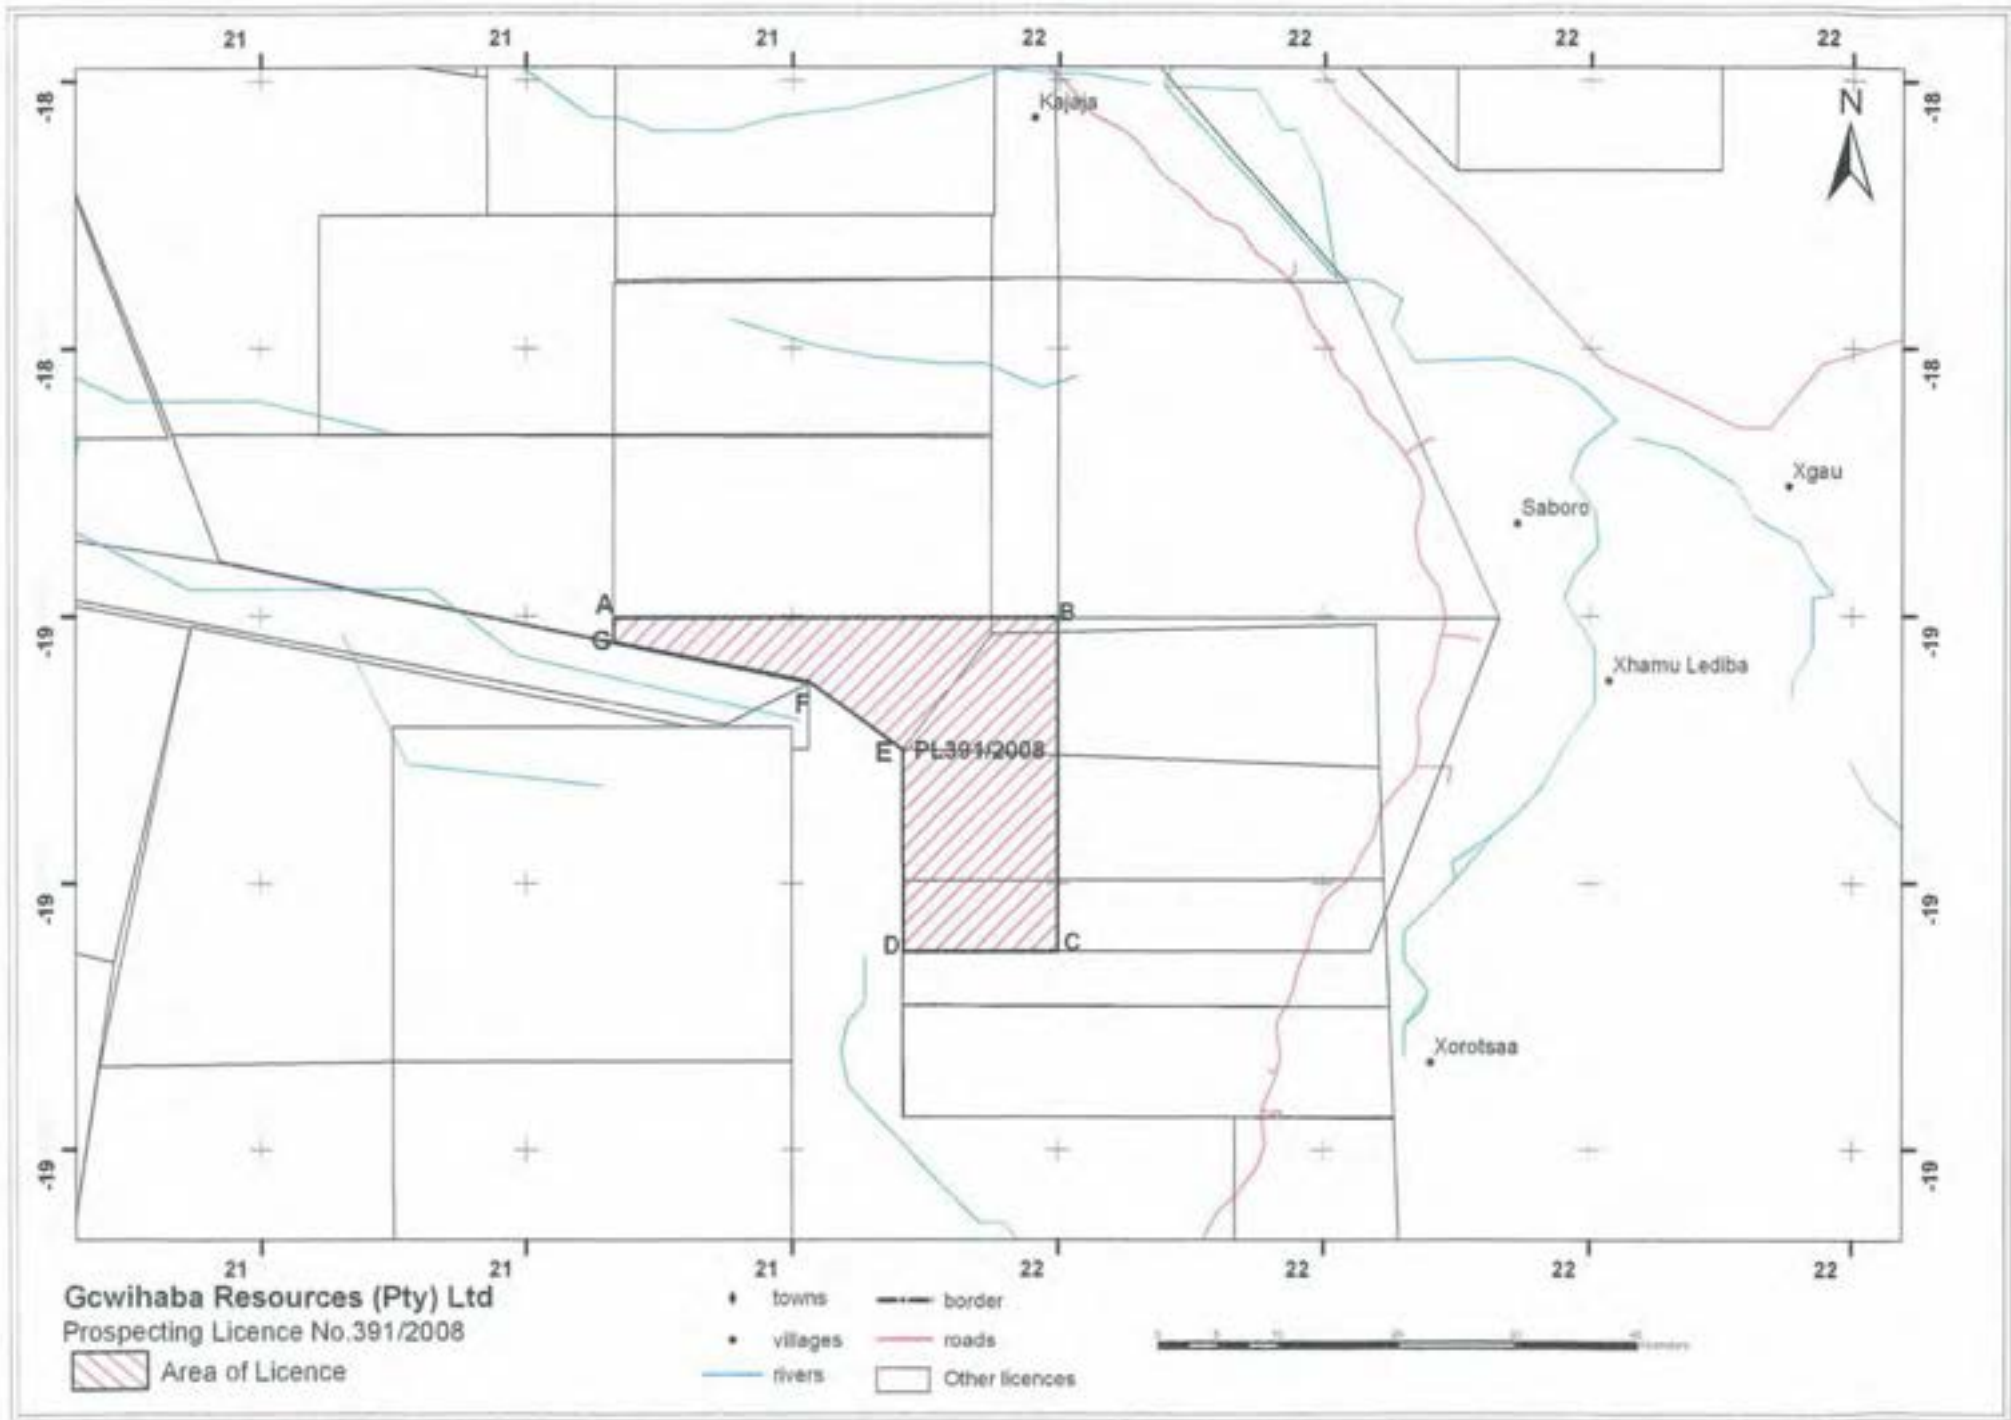 21 21 21 22 22 22 22
-18 -18
Kajaja
N
-18 -18
Xgau
Saboro
A B
-19 -19
G
Xhamu Lediba
F
E PL391/2008
-19 -19
D C
Xorotsaa
-19 -19
21 21 21 22 22 22 22
Gcwihaba Resources (Pty) Ltd
Prospecting Licence No.391/2008
Area of Licence
towns
villages
rivers
border
roads
Other licences